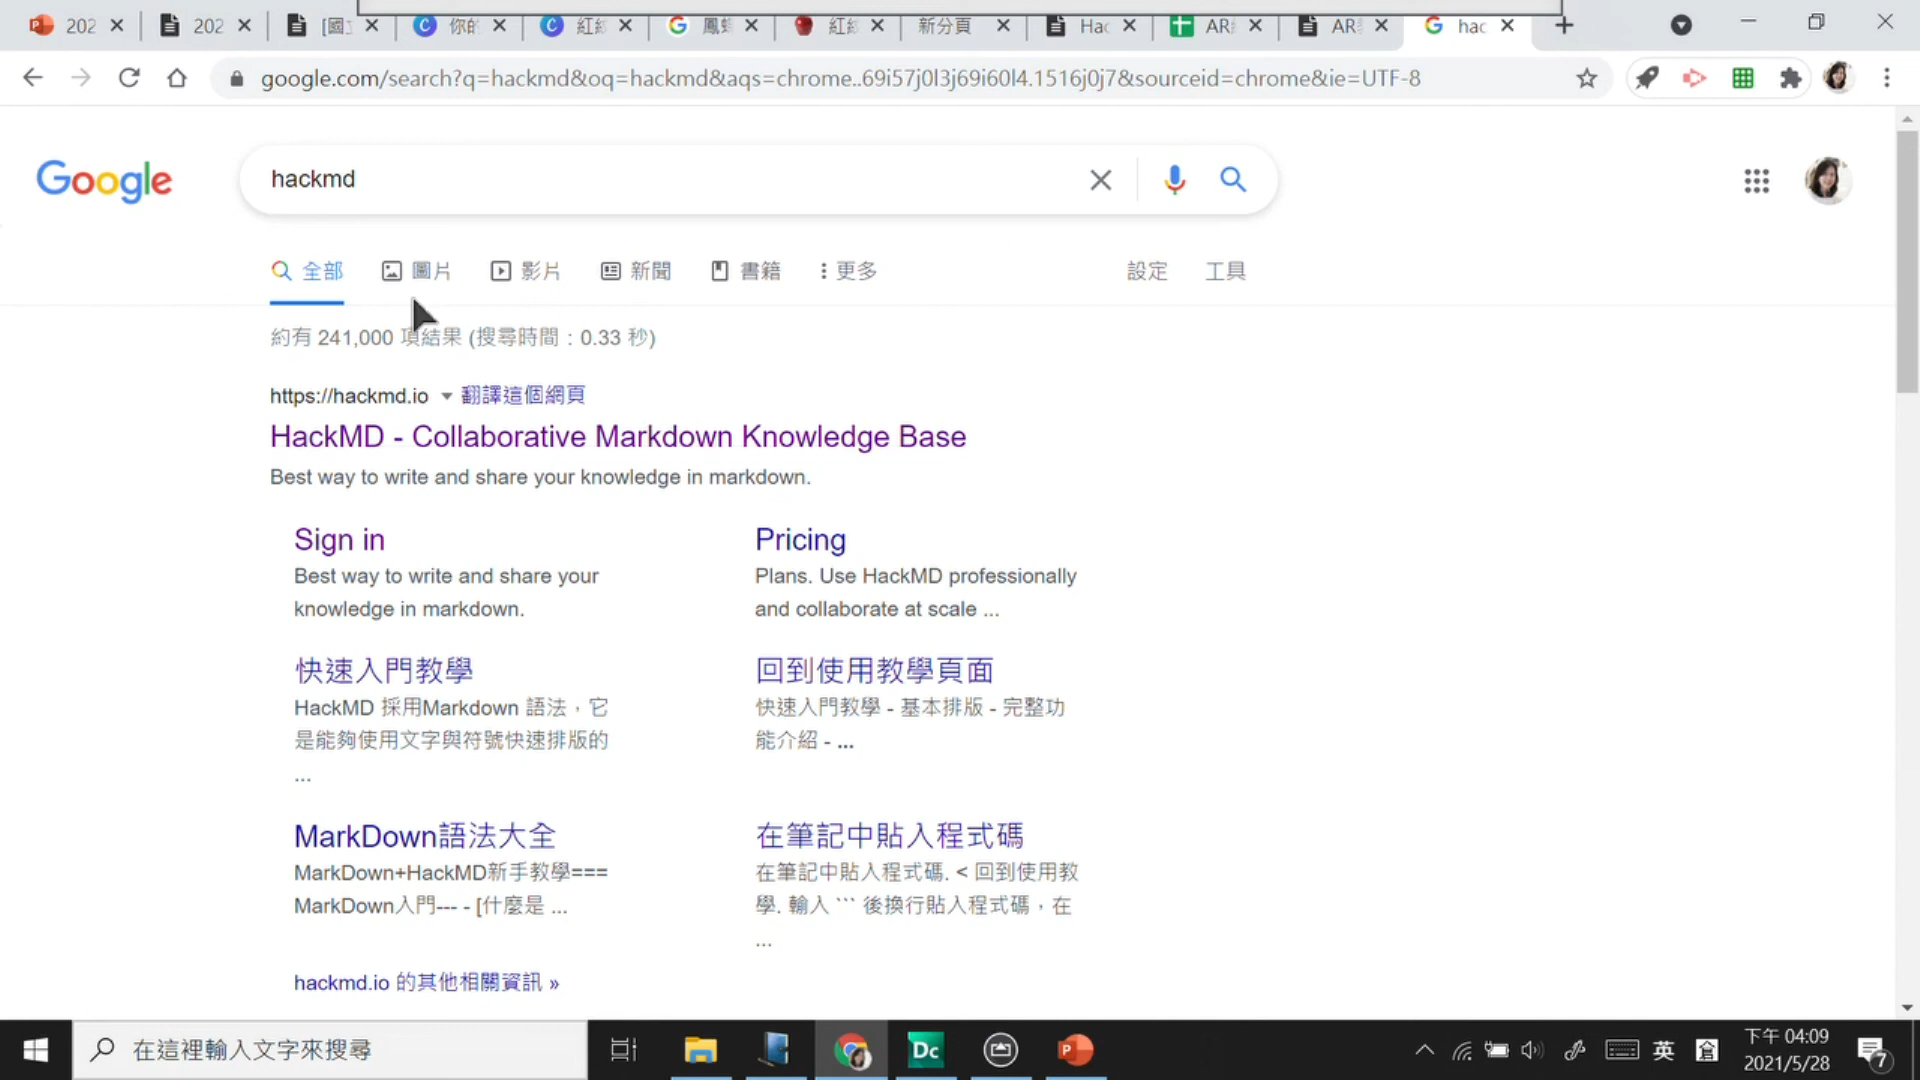 202
202
[國立
你的
紅絲
鳳蝶
紅絲
新分頁
Hac
AR
AR
hac
google.com/search?q=hackmd&oq=hackmd&aqs=chrome..69i57j0l3j69i60l4.1516j0j7&sourceid=chrome&ie=UTF-8
Google
hackmd
全部 圖片 影片 新聞 書籍 更多 設定 工具
約有 241,000 項結果 (搜尋時間：0.33 秒)
https://hackmd.io 翻譯這個網頁
HackMD - Collaborative Markdown Knowledge Base
Best way to write and share your knowledge in markdown.
Sign in
Best way to write and share your
knowledge in markdown.
Pricing
Plans. Use HackMD professionally
and collaborate at scale ...
快速入門教學
HackMD 採用Markdown 語法，它
是能夠使用文字與符號快速排版的
...
回到使用教學頁面
快速入門教學 - 基本排版 - 完整功
能介紹 - ...
MarkDown語法大全
MarkDown+HackMD新手教學===
MarkDown入門--- - [什麼是 ...
在筆記中貼入程式碼
在筆記中貼入程式碼. < 回到使用教
學. 輸入 ``` 後換行貼入程式碼，在
...
hackmd.io 的其他相關資訊 »
在這裡輸入文字來搜尋
Dc
P
英
倉
下午 04:09
2021/5/28
7